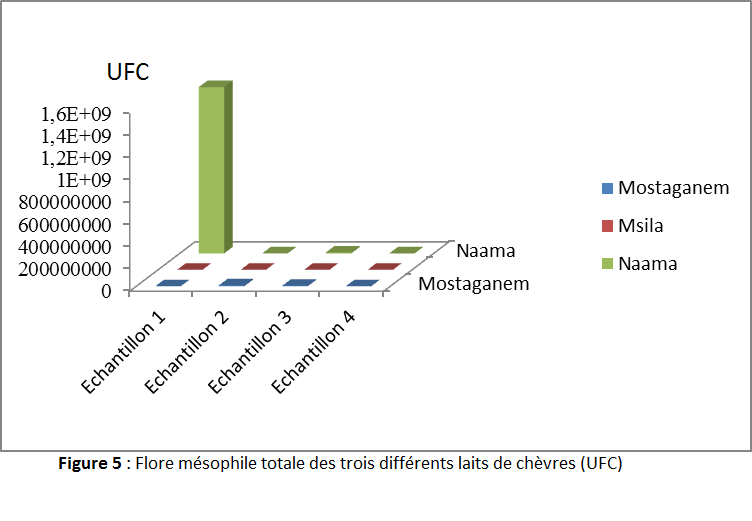 UFC
1,6E+09
1,4E+09
1,2E+09
1E+09
800000000
600000000
400000000
200000000
0
Echantillon 1
Echantillon 2
Echantillon 3
Echantillon 4
Naama
Mostaganem
Mostaganem
Msila
Naama
Figure 5 : Flore mésophile totale des trois différents laits de chèvres (UFC)